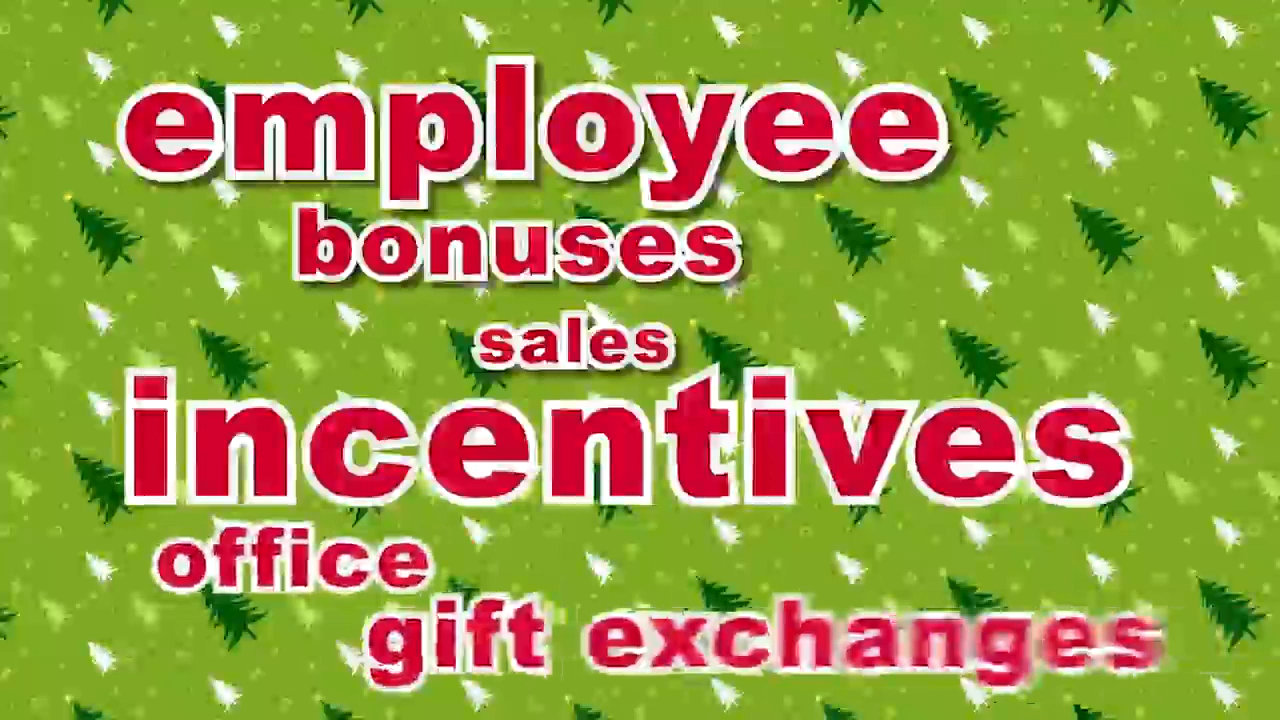 employee
bonuses
sales
incentives
office
gift exchanges